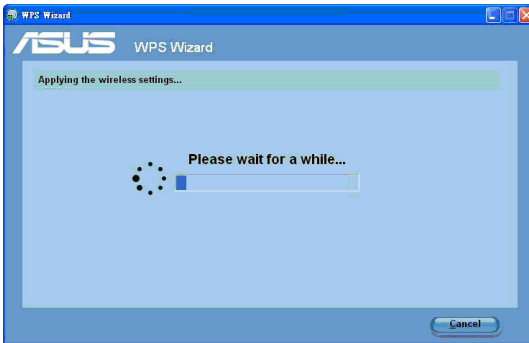 WPS Wizard
ASUS WPS Wizard
Applying the wireless settings...
Please wait for a while...
Cancel